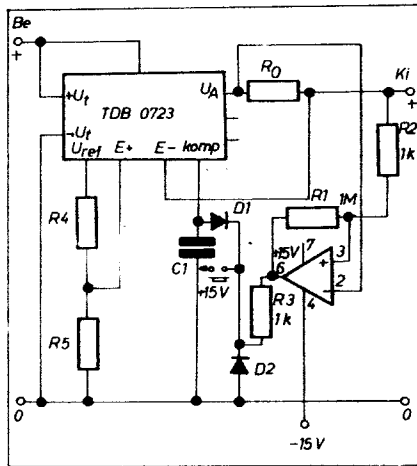 Be
+
+Ut
-Ut
TDB 0723
UA
Uref E+ E- komp
R0
Ki
+
R2
1k
R1
1M
D1
R4
C1
+15V
+15V
7
6
3
+
2
-
4
R3
1k
R5
D2
0
-15V
0